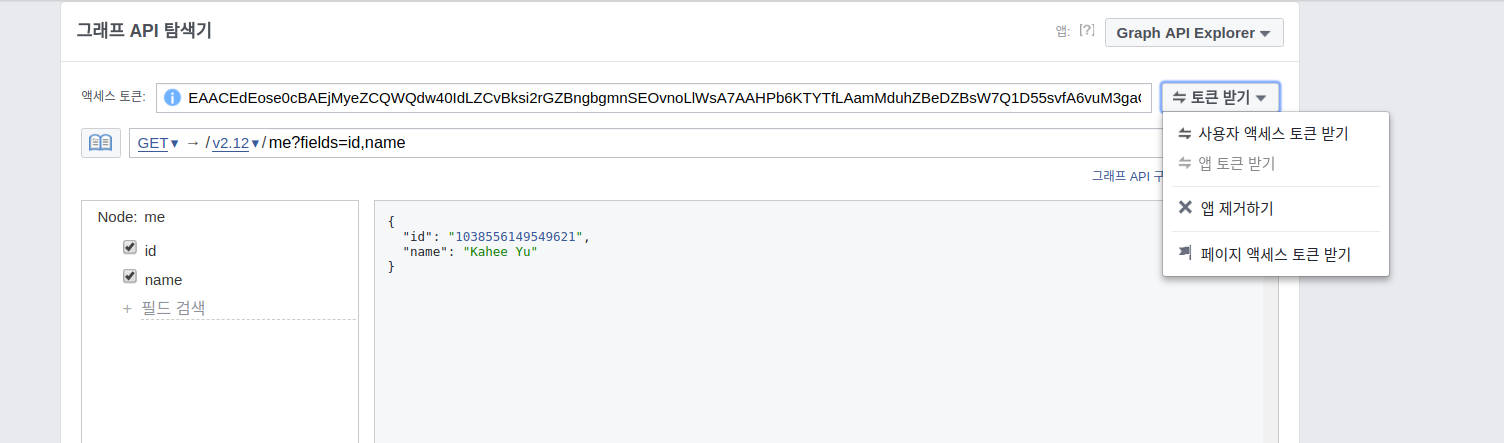 그래프 API 탐색기
앱: [?] Graph API Explorer
액세스 토큰: EAACEdEose0cBAEjMyeZCQWQdw40IdLZCvBksi2rGZBngbgmnSEOvnoLlWsA7AAHPb6KTYTfLAamMduhZBeDZBsW7Q1D55svfA6vuM3ga
토큰 받기
사용자 액세스 토큰 받기
앱 토큰 받기
앱 제거하기
페이지 액세스 토큰 받기
GET → / v2.12 / me?fields=id,name
그래프 API
Node: me
id
name
+ 필드 검색
{
"id": "1038556149549621",
"name": "Kahee Yu"
}